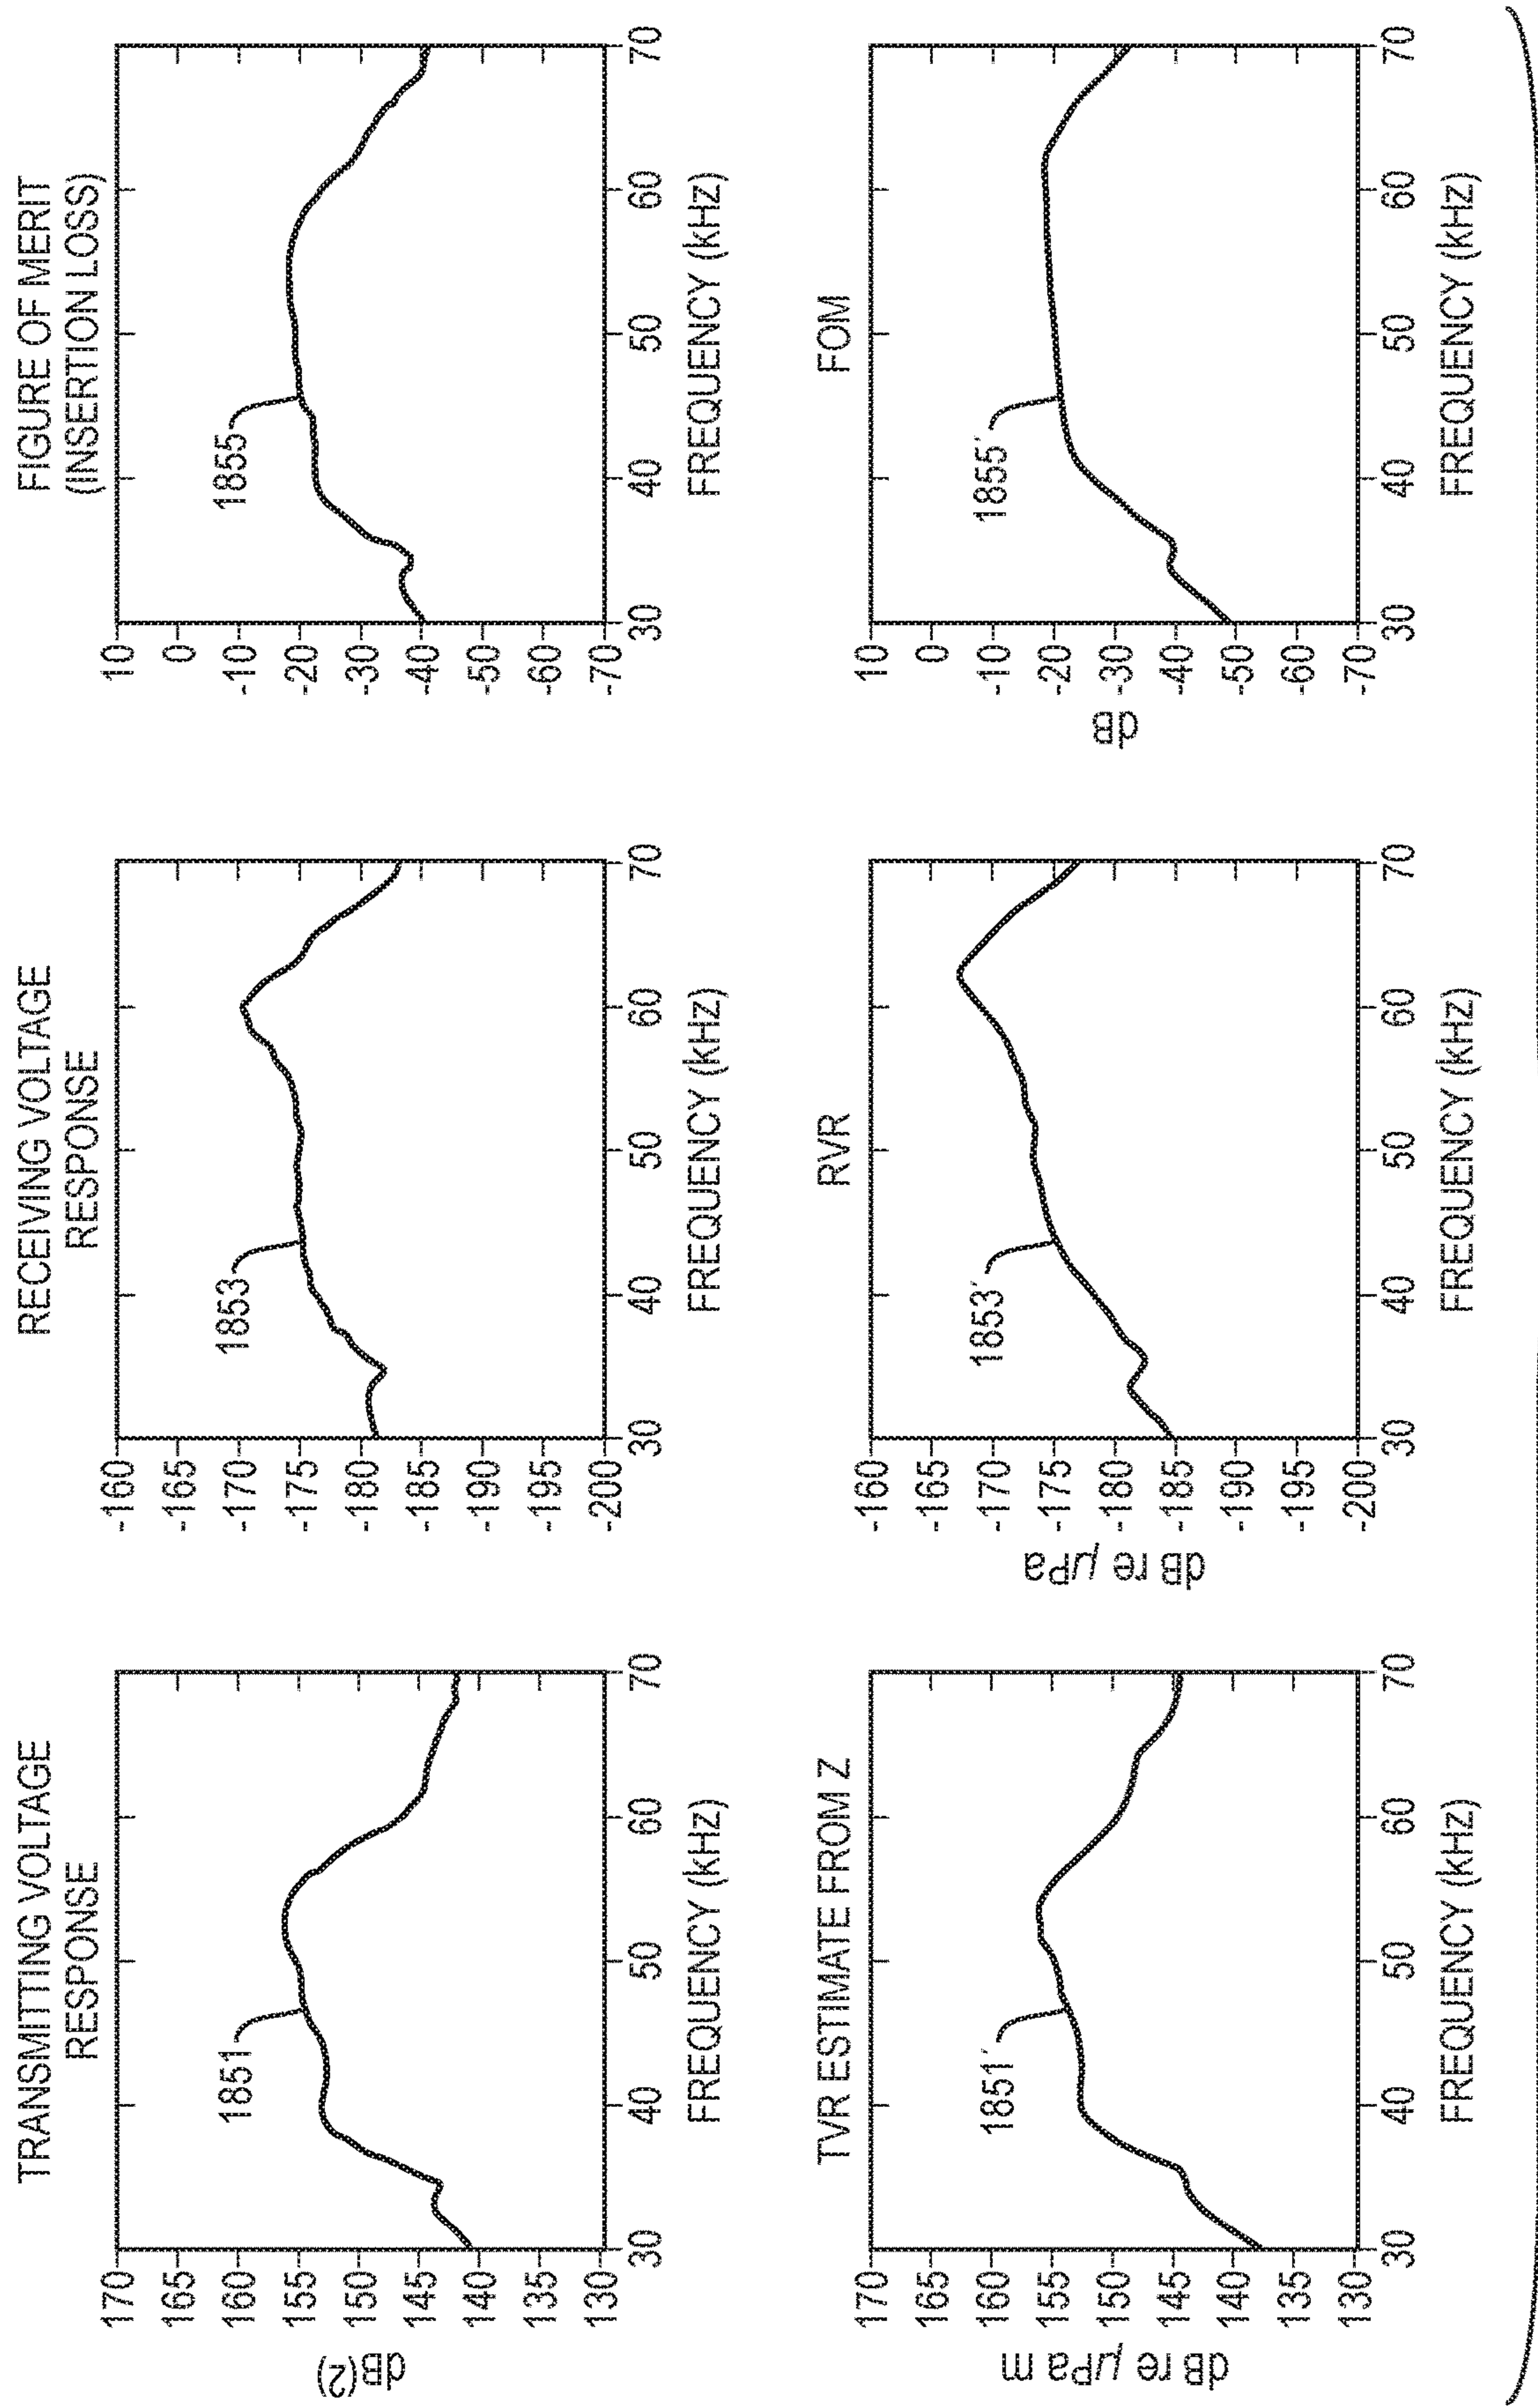 TRANSMITTING VOLTAGE
RESPONSE
dB(2)
170
165
160
155
150
145
140
135
130
1851
30 40 50 60 70
FREQUENCY (kHz)
RECEIVING VOLTAGE
RESPONSE
-160
-165
-170
-175
-180
-185
-190
-195
-200
1853
30 40 50 60 70
FREQUENCY (kHz)
FIGURE OF MERIT
(INSERTION LOSS)
10
0
-10
-20
-30
-40
-50
-60
-70
1855
30 40 50 60 70
FREQUENCY (kHz)
TVR ESTIMATE FROM Z
dB re µPa m
170
165
160
155
150
145
140
135
130
1851′
30 40 50 60 70
FREQUENCY (kHz)
RVR
dB re µPa
-160
-165
-170
-175
-180
-185
-190
-195
-200
1853′
30 40 50 60 70
FREQUENCY (kHz)
FOM
dB
10
0
-10
-20
-30
-40
-50
-60
-70
1855′
30 40 50 60 70
FREQUENCY (kHz)